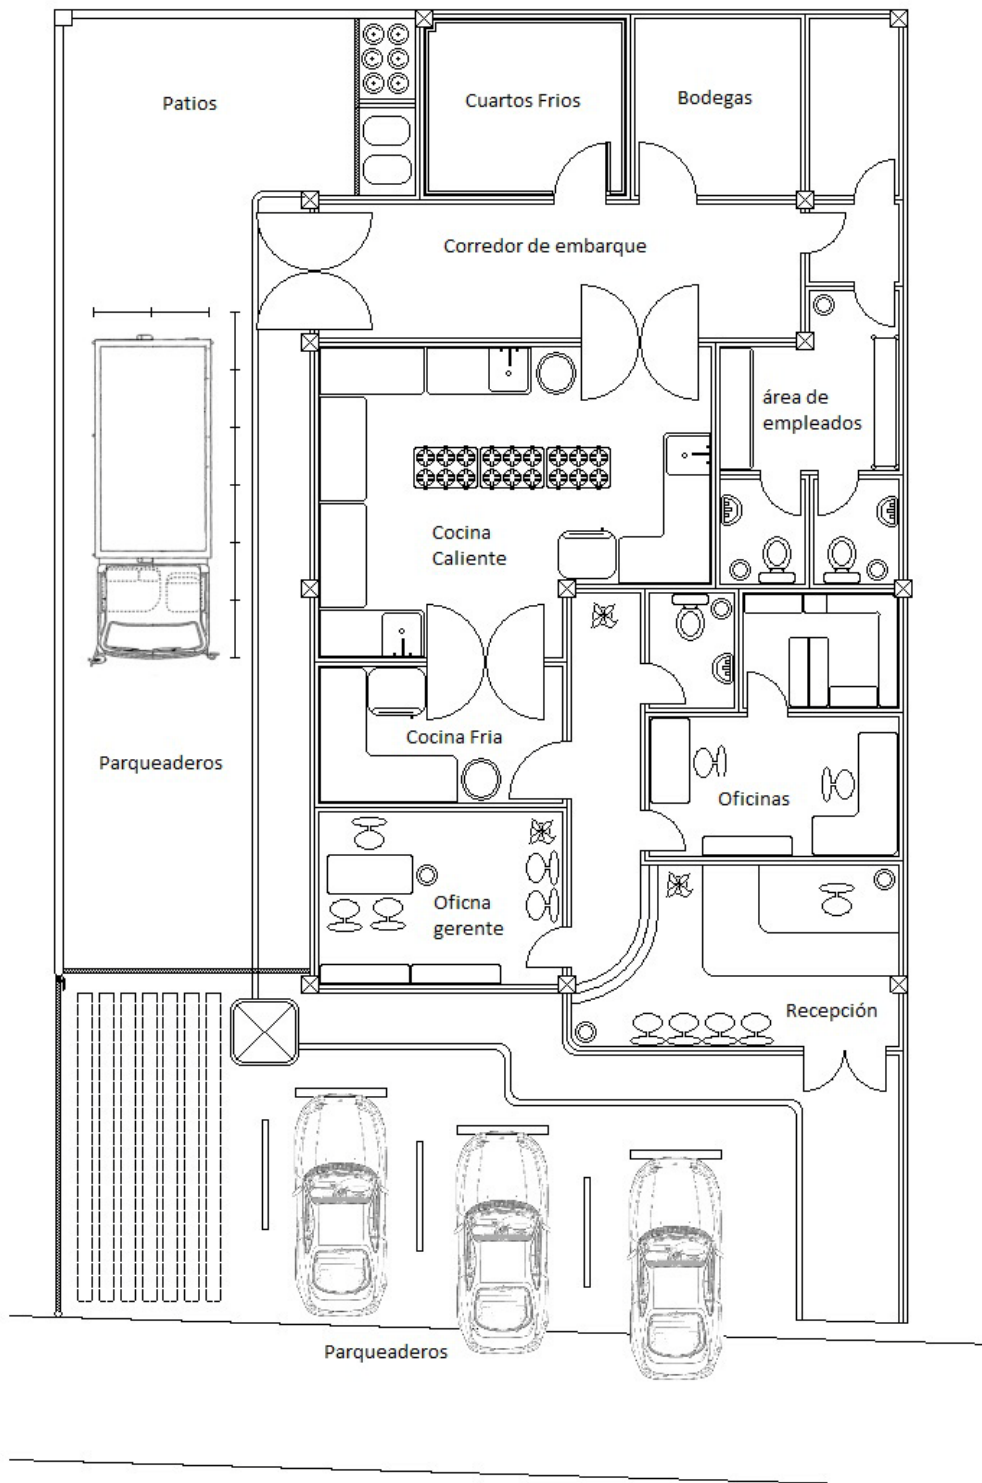 Patios
Cuartos Frios
Bodegas
Corredor de embarque
área de
empleados
Cocina
Caliente
Cocina Fria
Parqueaderos
Oficinas
Oficna
gerente
Recepción
Parqueaderos